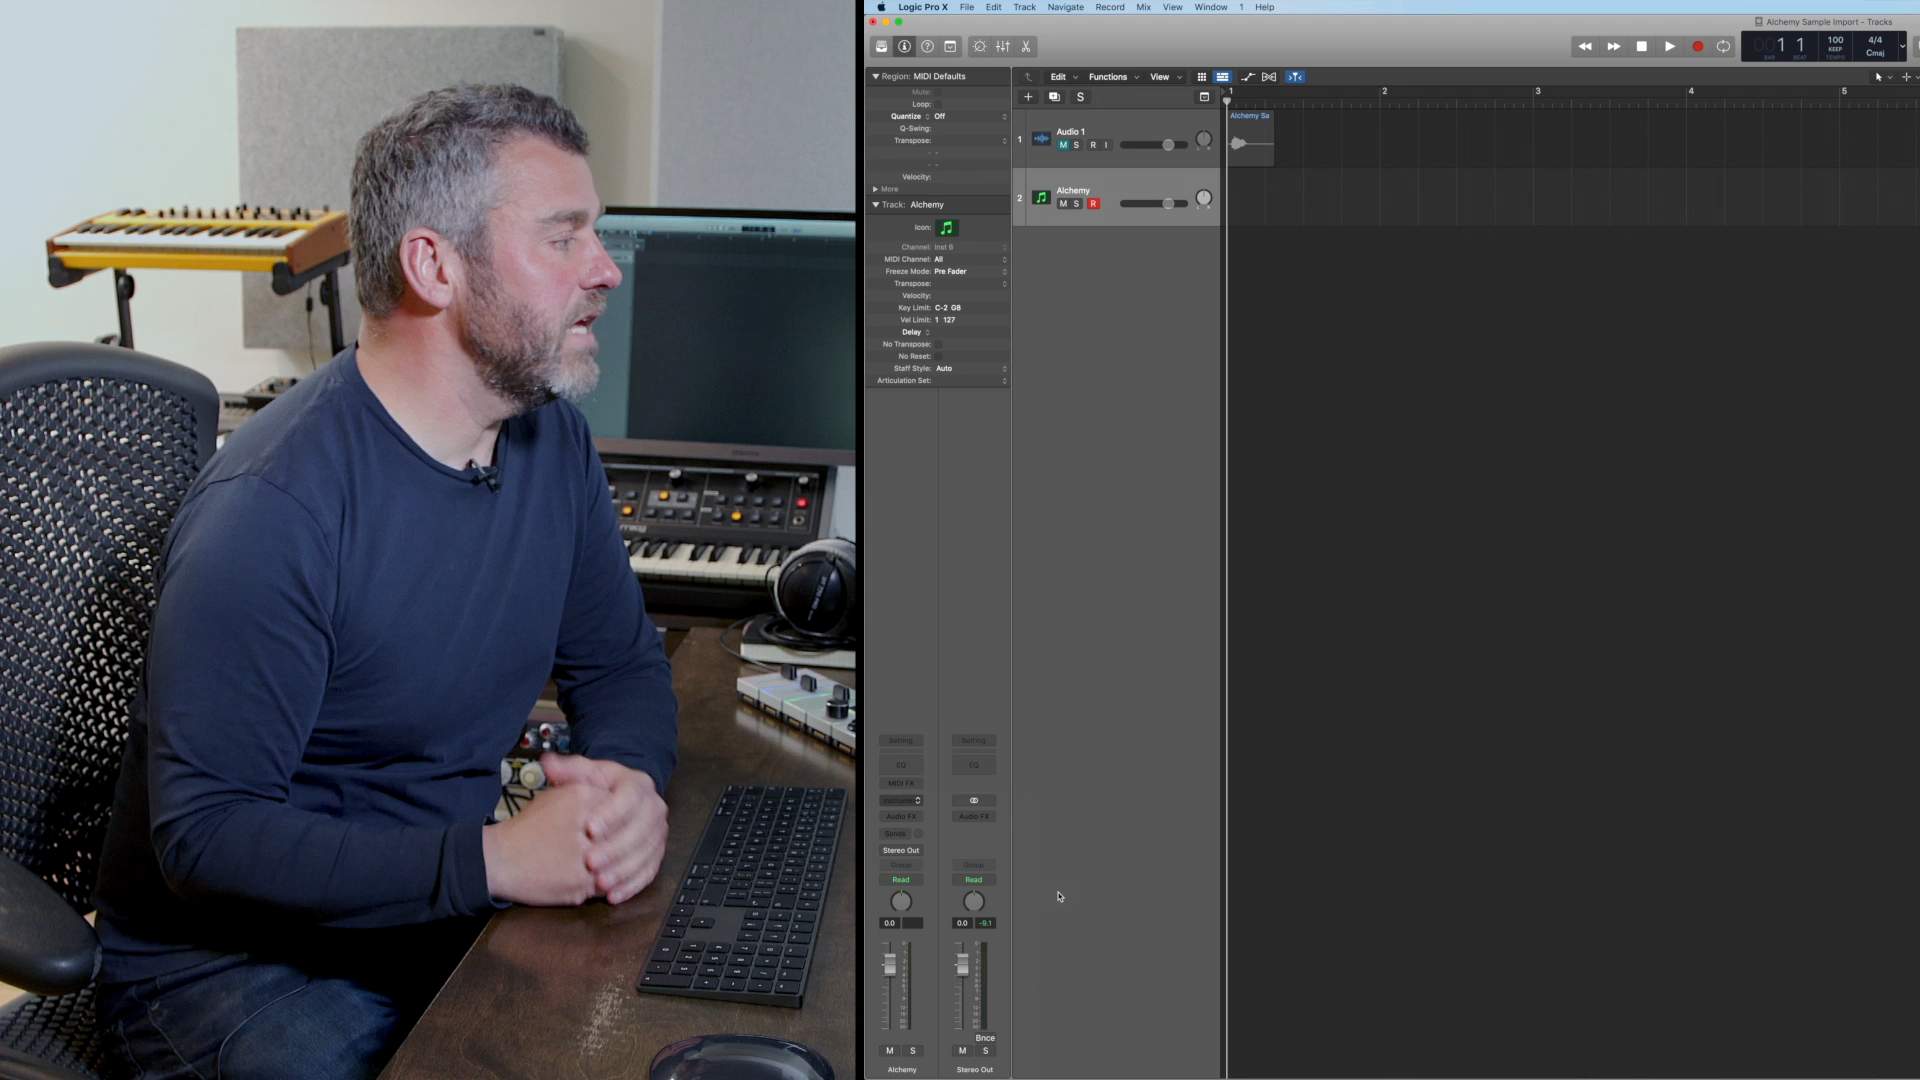 Logic Pro X File Edit Track Navigate Record Mix View Window 1 Help
Alchemy Sample Import - Tracks
1 1
BAR BEAT
100
KEEP
TEMPO
4/4
Cmaj
Region: MIDI Defaults
Mute:
Loop:
Quantize Off
Q-Swing:
Transpose:
Velocity:
More
Track: Alchemy
Icon:
Channel: Inst 6
MIDI Channel: All
Freeze Mode: Pre Fader
Transpose:
Velocity:
Key Limit: C-2 G8
Vel Limit: 1 127
Delay
No Transpose:
No Reset:
Staff Style: Auto
Articulation Set:
Edit Functions View
S
1 2 3 4 5
1 Audio 1
M S R I
L R
Alchemy Sa
2 Alchemy
M S R
L R
Setting Setting
EQ EQ
MIDI FX
Audio FX Audio FX
Sends
Stereo Out
Group Group
Read Read
0.0 0.0 -9.1
Bnce
M S M S
Alchemy Stereo Out
moog